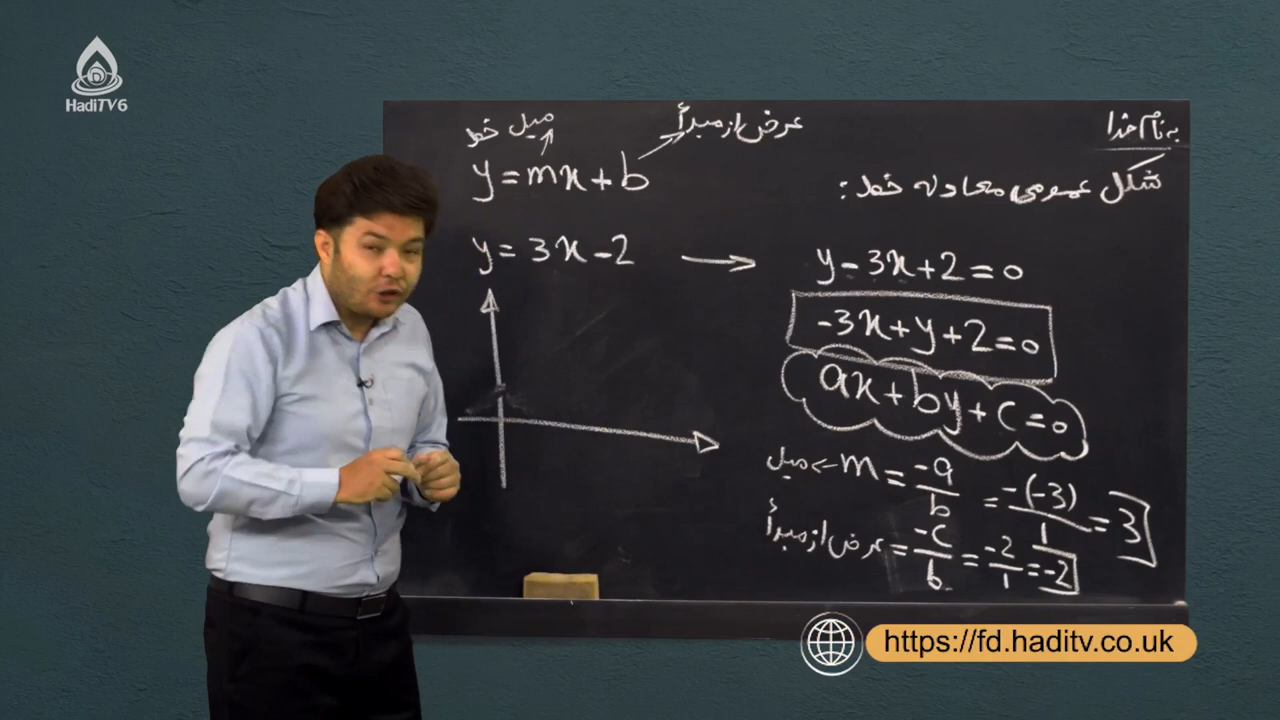 HadiTV6
به نام خدا
شکل عمومی معادله خط:
میل خط
عرض از مبدأ
y=mx+b
y=3x-2 → y-3x+2=0
-3x+y+2=0
ax+by+c=0
میل ← m = -a/b = -(-3)/1 = 3
عرض از مبدأ = -c/b = -2/1 = -2
https://fd.haditv.co.uk